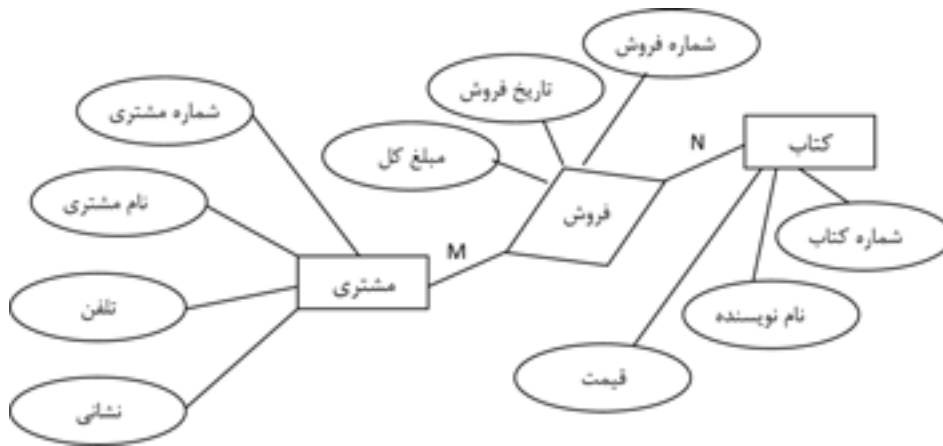 شماره فروش
تاریخ فروش
شماره مشتری
مبلغ کل
N
کتاب
نام مشتری
فروش
شماره کتاب
M
مشتری
تلفن
نام نویسنده
قیمت
نشانی